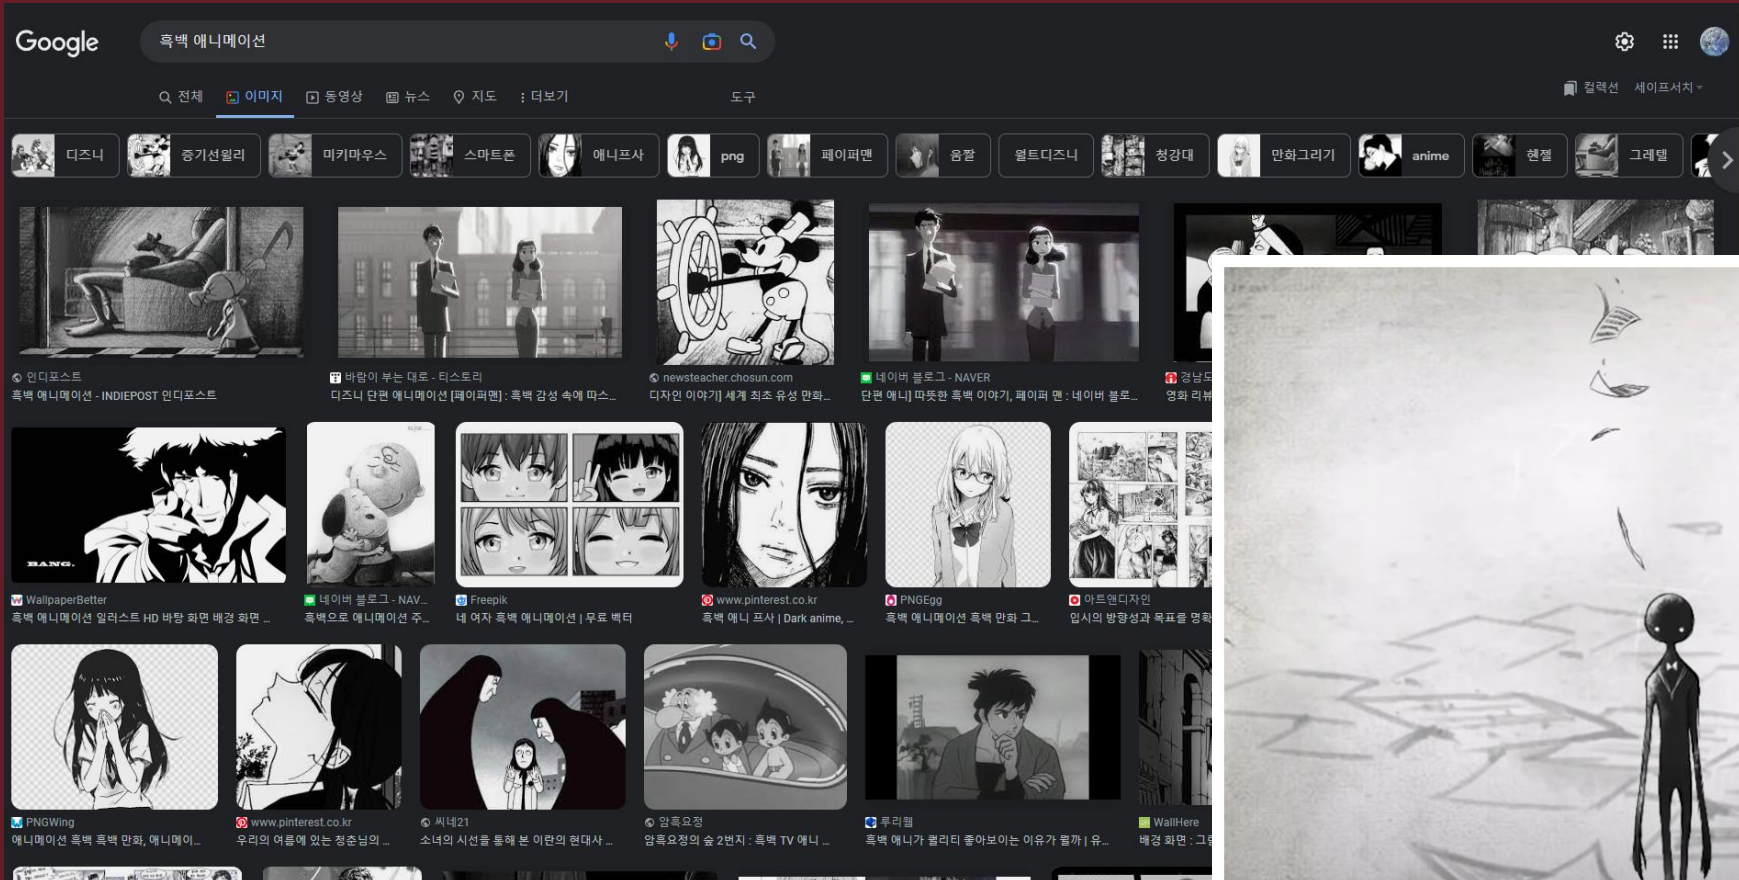 Google
흑백 애니메이션
전체 이미지 동영상 뉴스 지도 더보기 도구
컬렉션 세이프서치
디즈니 증기선윌리 미키마우스 스마트폰 애니프사 png 페이퍼맨 움짤 월트디즈니 청강대 만화그리기 anime 헨젤 그레텔
인디포스트
흑백 애니메이션 - INDIEPOST 인디포스트
바람이 부는 대로 - 티스토리
디즈니 단편 애니메이션 [페이퍼맨] : 흑백 감성 속에 따스...
newsteacher.chosun.com
디자인 이야기] 세계 최초 유성 만화...
네이버 블로그 - NAVER
단편 애니] 따뜻한 흑백 이야기, 페이퍼 맨 : 네이버 블로...
경남도
영화 리뷰
BANG.
WallpaperBetter
흑백 애니메이션 일러스트 HD 바탕 화면 배경 화면 ...
네이버 블로그 - NAV...
흑백으로 애니메이션 주...
Freepik
네 여자 흑백 애니메이션 | 무료 벡터
www.pinterest.co.kr
흑백 애니 프사 | Dark anime, ...
PNGEgg
흑백 애니메이션 흑백 만화 그...
아트앤디자인
입시의 방향성과 목표를 명확
PNGWing
애니메이션 흑백 흑백 만화, 애니메이...
www.pinterest.co.kr
우리의 여름에 있는 청춘님의 ...
씨네21
소녀의 시선을 통해 본 이란의 현대사 ...
암흑요정
암흑요정의 숲 2번지 : 흑백 TV 애니 ...
루리웹
흑백 애니가 퀄리티 좋아보이는 이유가 뭘까 | 유...
WallHere
배경 화면 : 그림